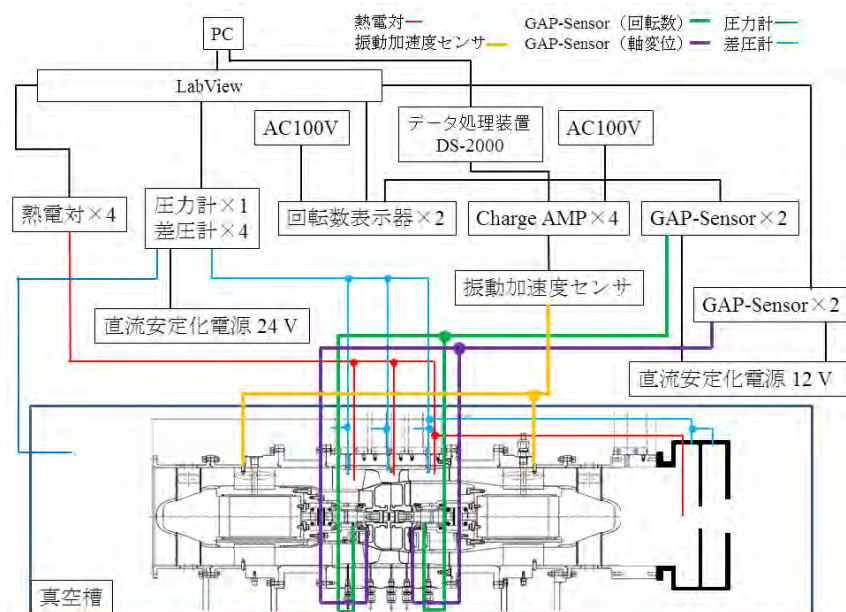 熱電対 GAP-Sensor（回転数） 圧力計
振動加速度センサ GAP-Sensor（軸変位） 差圧計
PC
LabView
AC100V
データ処理装置
DS-2000
AC100V
熱電対×4
圧力計×1
差圧計×4
回転数表示器×2
Charge AMP×4
GAP-Sensor×2
振動加速度センサ
GAP-Sensor×2
直流安定化電源 24 V
直流安定化電源 12 V
真空槽